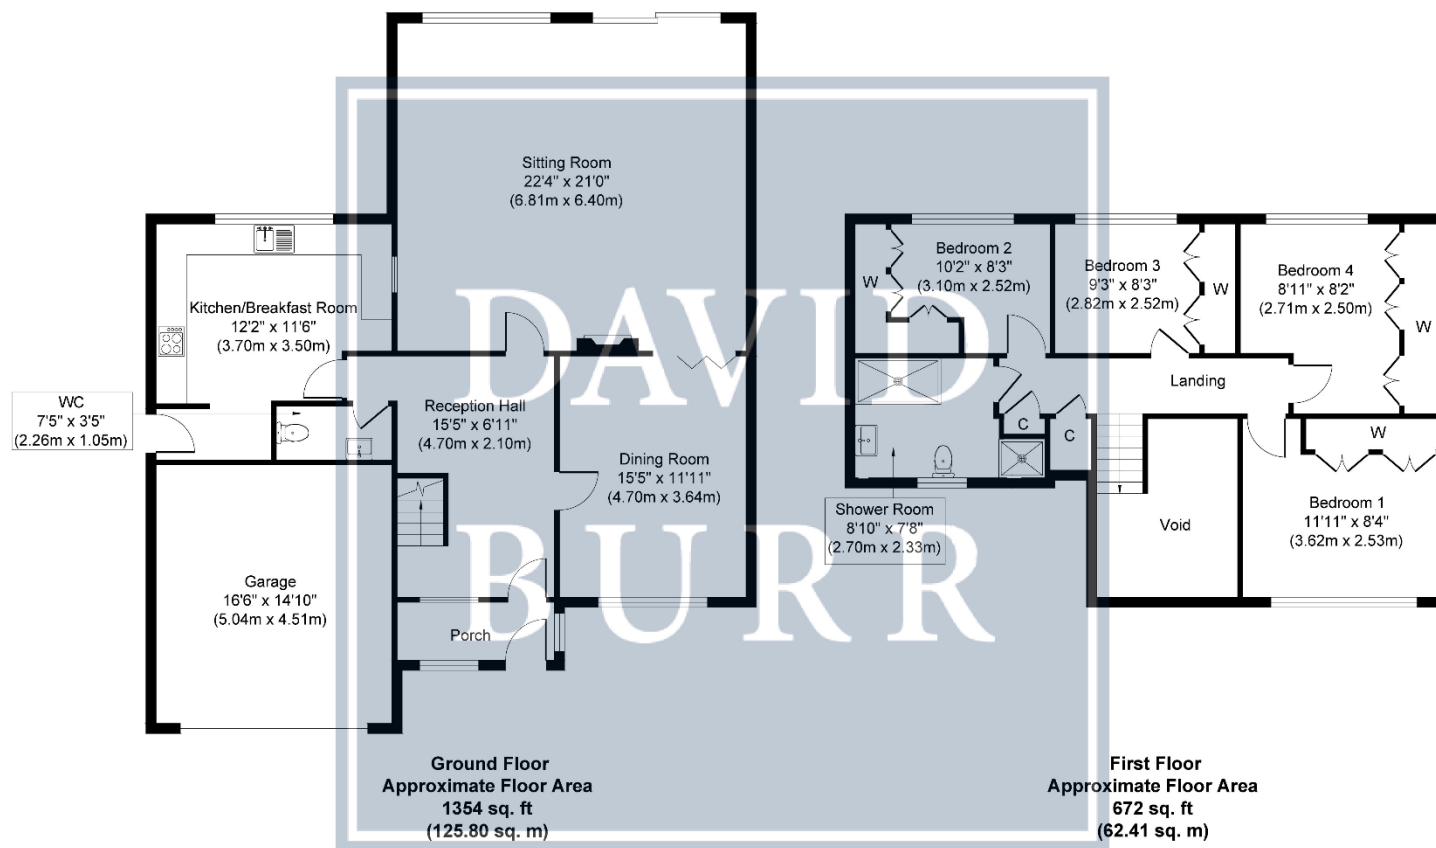 Sitting Room
22'4" x 21'0"
(6.81m x 6.40m)
Kitchen/Breakfast Room
12'2" x 11'6"
(3.70m x 3.50m)
WC
7'5" x 3'5"
(2.26m x 1.05m)
Reception Hall
15'5" x 6'11"
(4.70m x 2.10m)
Dining Room
15'5" x 11'11"
(4.70m x 3.64m)
Garage
16'6" x 14'10"
(5.04m x 4.51m)
Porch
Ground Floor
Approximate Floor Area
1354 sq. ft
(125.80 sq. m)
DAVID
BURR
W
Bedroom 2
10'2" x 8'3"
(3.10m x 2.52m)
Bedroom 3
9'3" x 8'3"
(2.82m x 2.52m)
W
Bedroom 4
8'11" x 8'2"
(2.71m x 2.50m)
W
Landing
C
C
W
Shower Room
8'10" x 7'8"
(2.70m x 2.33m)
Void
Bedroom 1
11'11" x 8'4"
(3.62m x 2.53m)
First Floor
Approximate Floor Area
672 sq. ft
(62.41 sq. m)